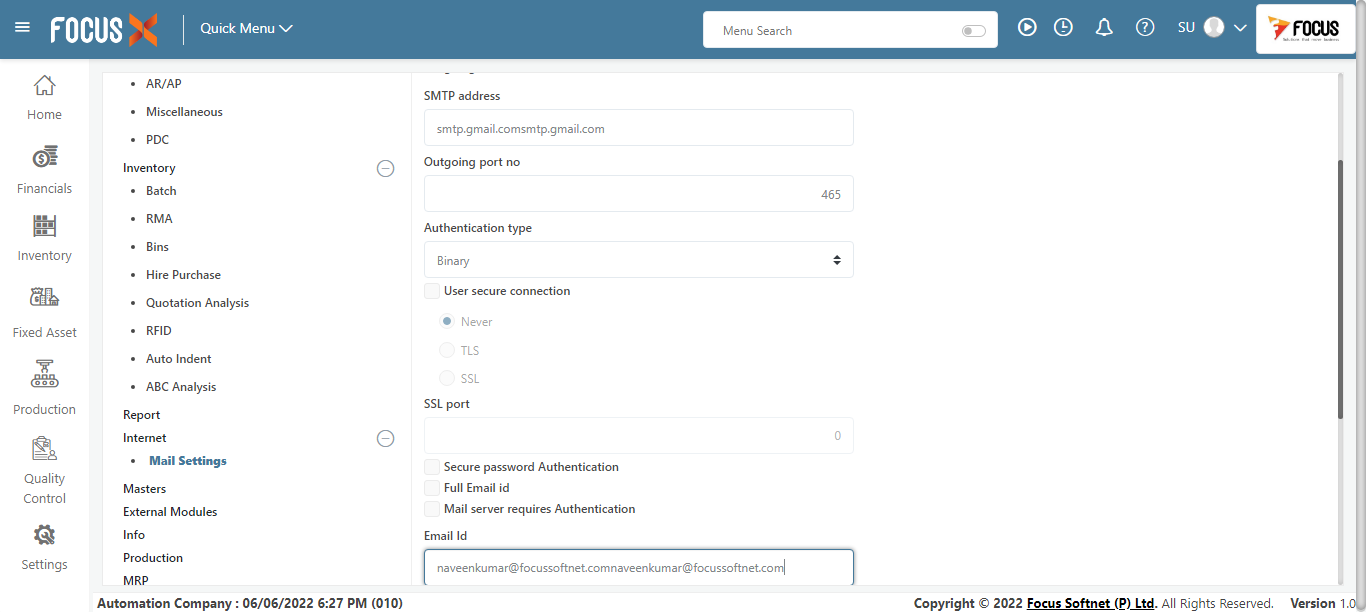 FOCUS X
Quick Menu
Menu Search
SU
FOCUS
Home
Financials
Inventory
Fixed Asset
Production
Quality
Control
Settings
AR/AP
Miscellaneous
PDC
Inventory
Batch
RMA
Bins
Hire Purchase
Quotation Analysis
RFID
Auto Indent
ABC Analysis
Report
Internet
Mail Settings
Masters
External Modules
Info
Production
MRP
SMTP address
smtp.gmail.comsmtp.gmail.com
Outgoing port no
465
Authentication type
Binary
User secure connection
Never
TLS
SSL
SSL port
0
Secure password Authentication
Full Email id
Mail server requires Authentication
Email Id
naveenkumar@focussoftnet.comnaveenkumar@focussoftnet.com
Automation Company : 06/06/2022 6:27 PM (010)
Copyright © 2022 Focus Softnet (P) Ltd. All Rights Reserved.
Version 1.0